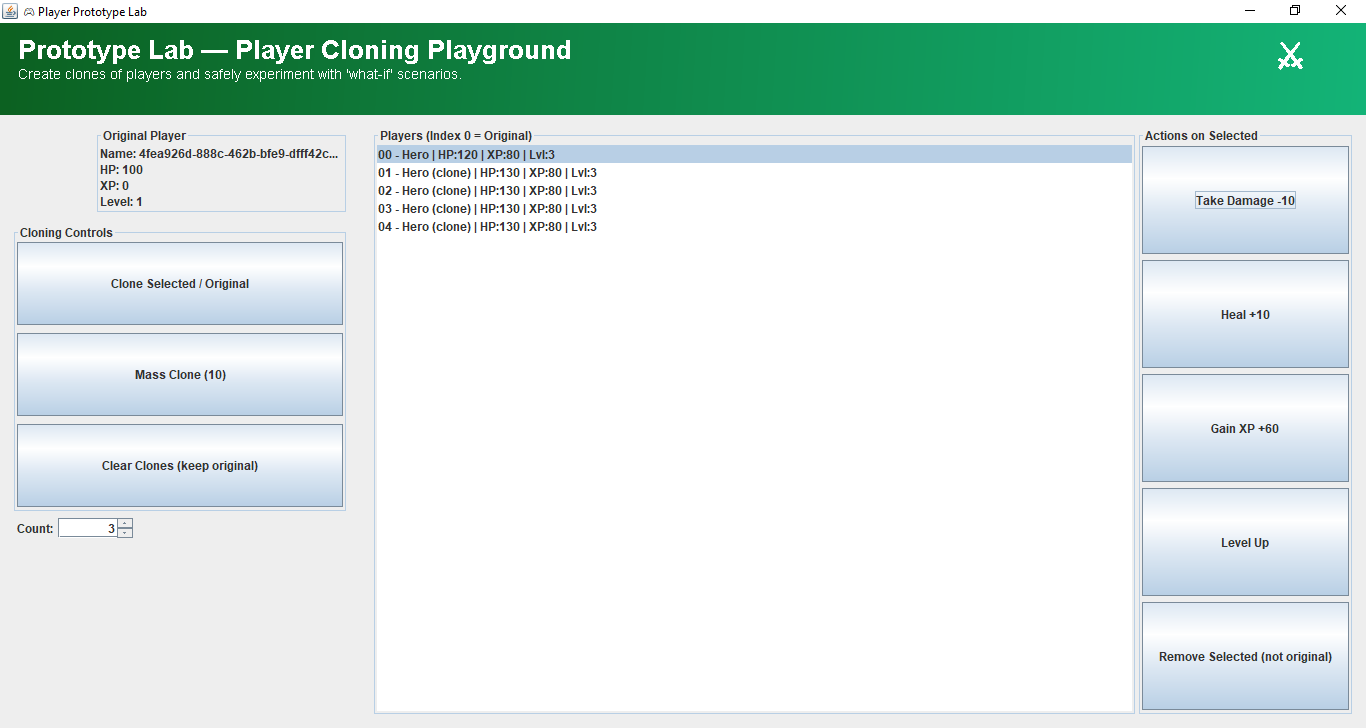 Player Prototype Lab
Prototype Lab — Player Cloning Playground
Create clones of players and safely experiment with 'what-if' scenarios.
Original Player
Name: 4fea926d-888c-462b-bfe9-dfff42c...
HP: 100
XP: 0
Level: 1
Cloning Controls
Clone Selected / Original
Mass Clone (10)
Clear Clones (keep original)
Count: 3
Players (Index 0 = Original)
00 - Hero | HP:120 | XP:80 | Lvl:3
01 - Hero (clone) | HP:130 | XP:80 | Lvl:3
02 - Hero (clone) | HP:130 | XP:80 | Lvl:3
03 - Hero (clone) | HP:130 | XP:80 | Lvl:3
04 - Hero (clone) | HP:130 | XP:80 | Lvl:3
Actions on Selected
Take Damage -10
Heal +10
Gain XP +60
Level Up
Remove Selected (not original)